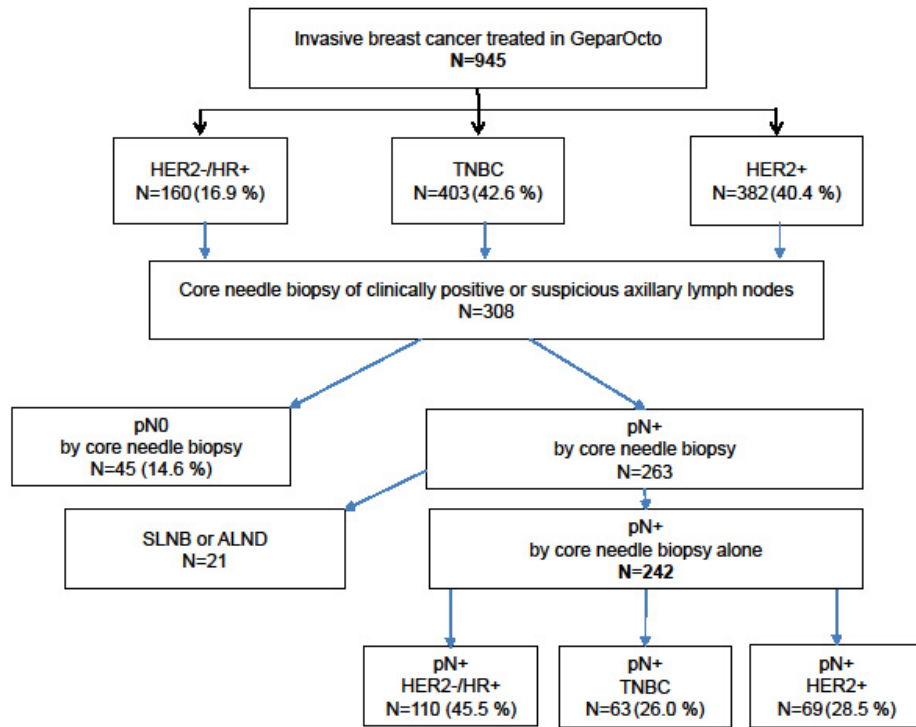 Invasive breast cancer treated in GeparOcto
N=945
HER2-/HR+
N=160 (16.9 %)
TNBC
N=403 (42.6 %)
HER2+
N=382 (40.4 %)
Core needle biopsy of clinically positive or suspicious axillary lymph nodes
N=308
pN0
by core needle biopsy
N=45 (14.6 %)
pN+
by core needle biopsy
N=263
SLNB or ALND
N=21
pN+
by core needle biopsy alone
N=242
pN+
HER2-/HR+
N=110 (45.5 %)
pN+
TNBC
N=63 (26.0 %)
pN+
HER2+
N=69 (28.5 %)